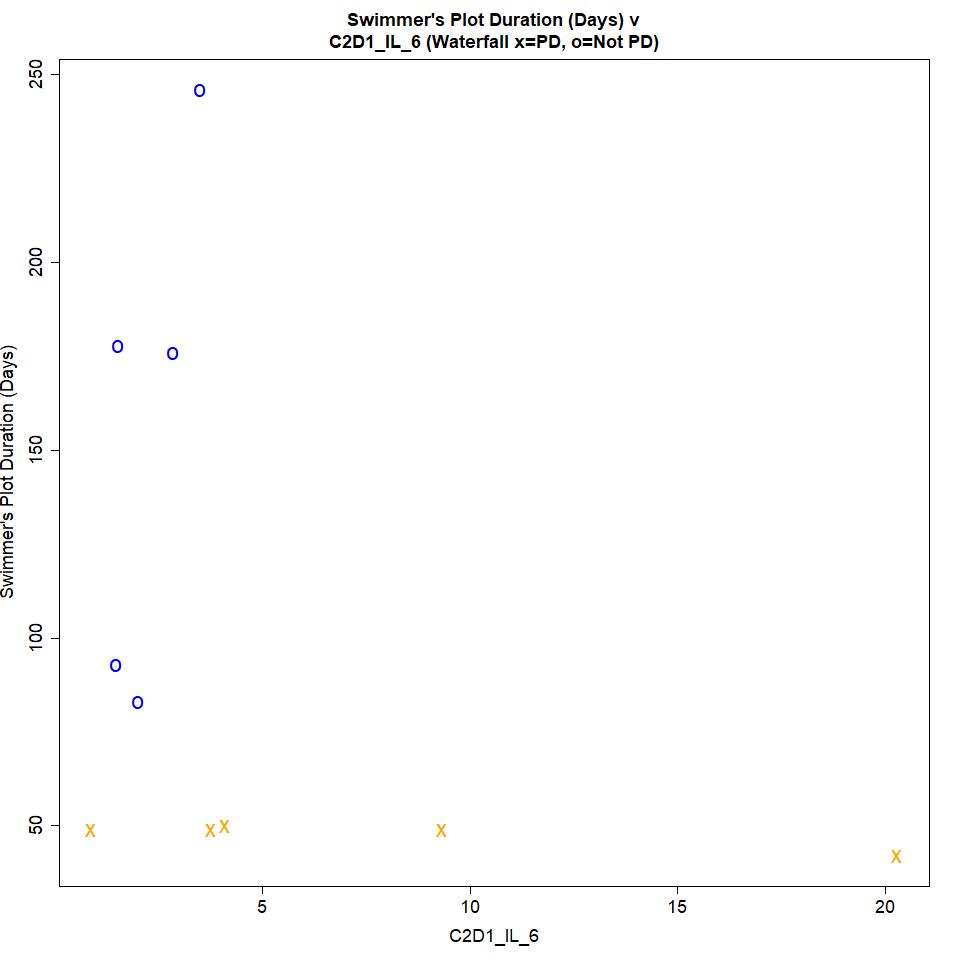 Swimmer's Plot Duration (Days) v
C2D1_IL_6 (Waterfall x=PD, o=Not PD)
250
200
150
100
50
Swimmer's Plot Duration (Days)
o
o
o
o
o
x
x
x
x
x
5
10
15
20
C2D1_IL_6